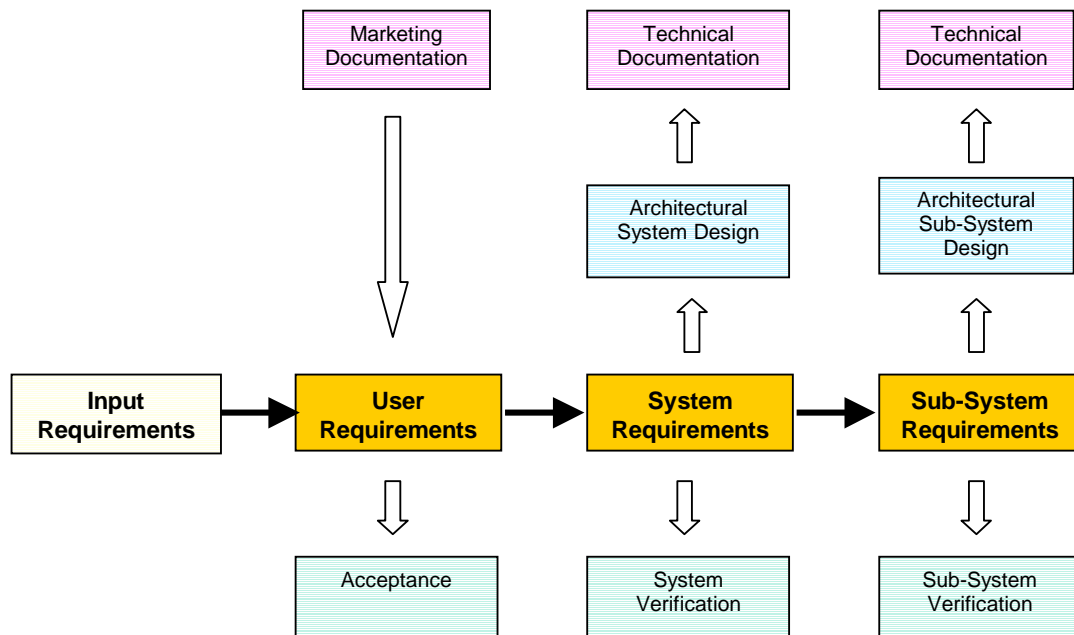 Marketing
Documentation
Technical
Documentation
Technical
Documentation
Architectural
System Design
Architectural
Sub-System
Design
Input
Requirements
User
Requirements
System
Requirements
Sub-System
Requirements
Acceptance
System
Verification
Sub-System
Verification